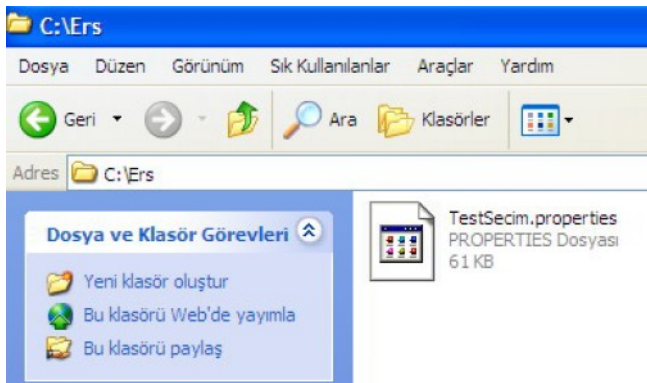 C:\Ers
Dosya Düzen Görünüm Sık Kullanılanlar Araçlar Yardım
Geri Ara Klasörler
Adres C:\Ers
Dosya ve Klasör Görevleri
Yeni klasör oluştur
Bu klasörü Web'de yayımla
Bu klasörü paylaş
TestSecim.properties
PROPERTIES Dosyası
61 KB